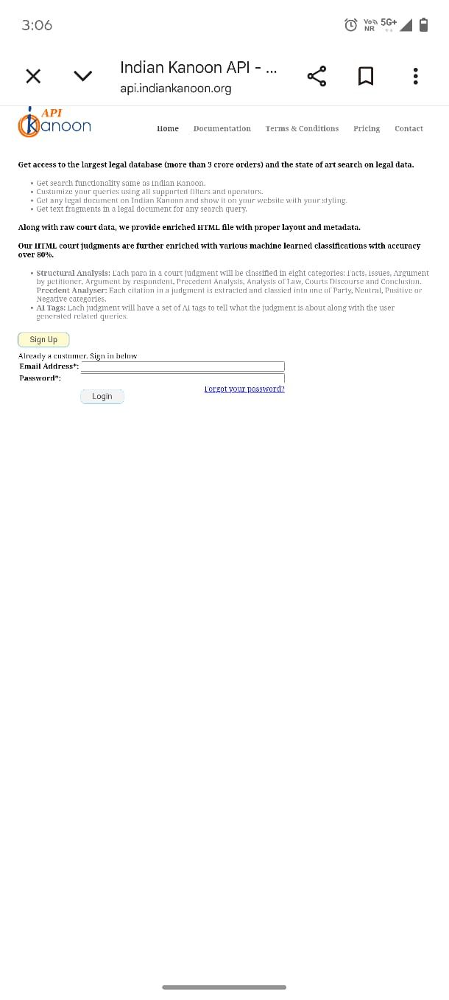 3:06
Vo NR 5G+
Indian Kanoon API - ...
api.indiankanoon.org
API
Kanoon
Home Documentation Terms & Conditions Pricing Contact
Get access to the largest legal database (more than 3 crore orders) and the state of art search on legal data.
• Get search functionality same as Indian Kanoon.
• Customize your queries using all supported filters and operators.
• Get any legal document on Indian Kanoon and show it on your website with your styling.
• Get text fragments in a legal document for any search query.
Along with raw court data, we provide enriched HTML file with proper layout and metadata.
Our HTML court judgments are further enriched with various machine learned classifications with accuracy
over 80%.
• Structural Analysis: Each para in a court judgment will be classified in eight categories: Facts, Issues, Argument
by petitioner, Argument by respondent, Precedent Analysis, Analysis of Law, Courts Discourse and Conclusion.
Precdent Analyser: Each citation in a judgment is extracted and classied into one of Party, Neutral, Positive or
Negative categories.
• AI Tags: Each judgment will have a set of AI tags to tell what the judgment is about along with the user
generated related queries.
Sign Up
Already a customer. Sign in below
Email Address*:
Password*:
Forgot your password?
Login